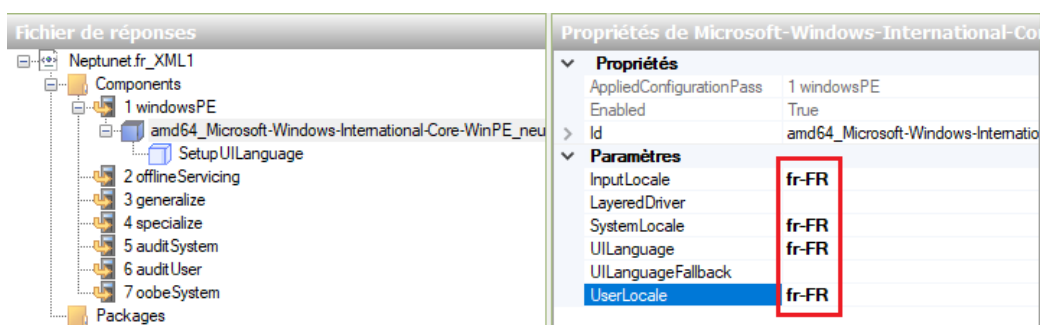 Fichier de réponses
Neptunet.fr_XML1
Components
1 windowsPE
amd64_Microsoft-Windows-International-Core-WinPE_neu
SetupUILanguage
2 offlineServicing
3 generalize
4 specialize
5 auditSystem
6 auditUser
7 oobeSystem
Packages
Propriétés de Microsoft-Windows-International-Co
Propriétés
AppliedConfigurationPass 1 windowsPE
Enabled True
Id amd64_Microsoft-Windows-Internatio
Paramètres
InputLocale fr-FR
LayeredDriver
SystemLocale fr-FR
UILanguage fr-FR
UILanguageFallback
UserLocale fr-FR